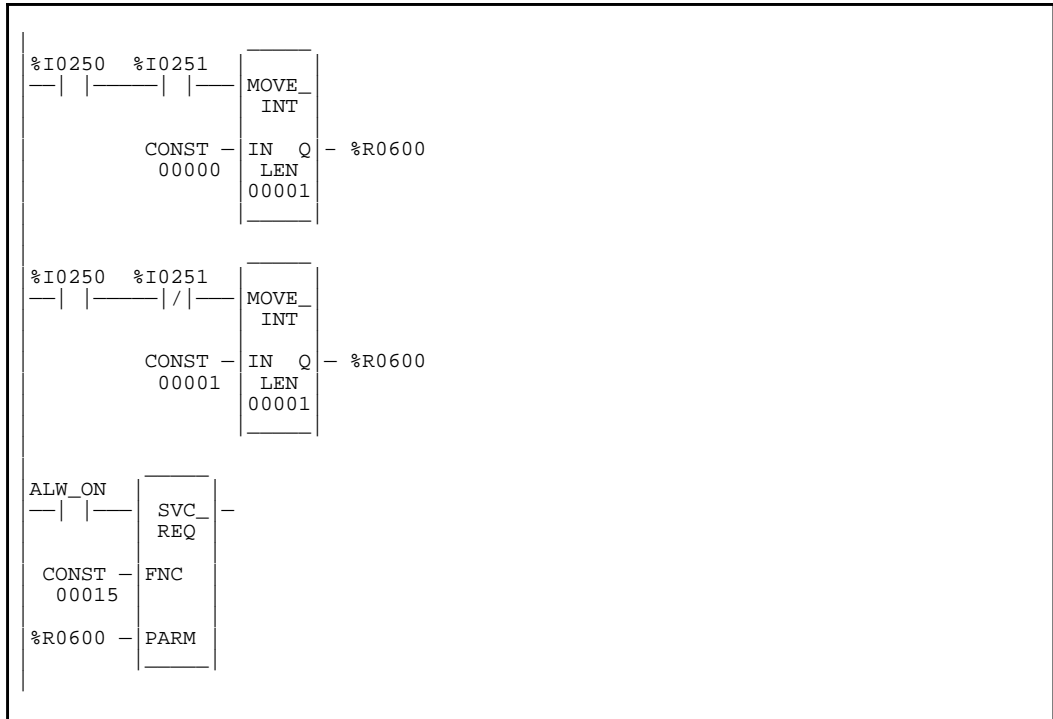 %I0250 %I0251
MOVE_
INT
CONST IN Q %R0600
00000 LEN
00001
%I0250 %I0251
/ MOVE_
INT
CONST IN Q %R0600
00001 LEN
00001
ALW_ON
SVC_
REQ
CONST FNC
00015
%R0600 PARM